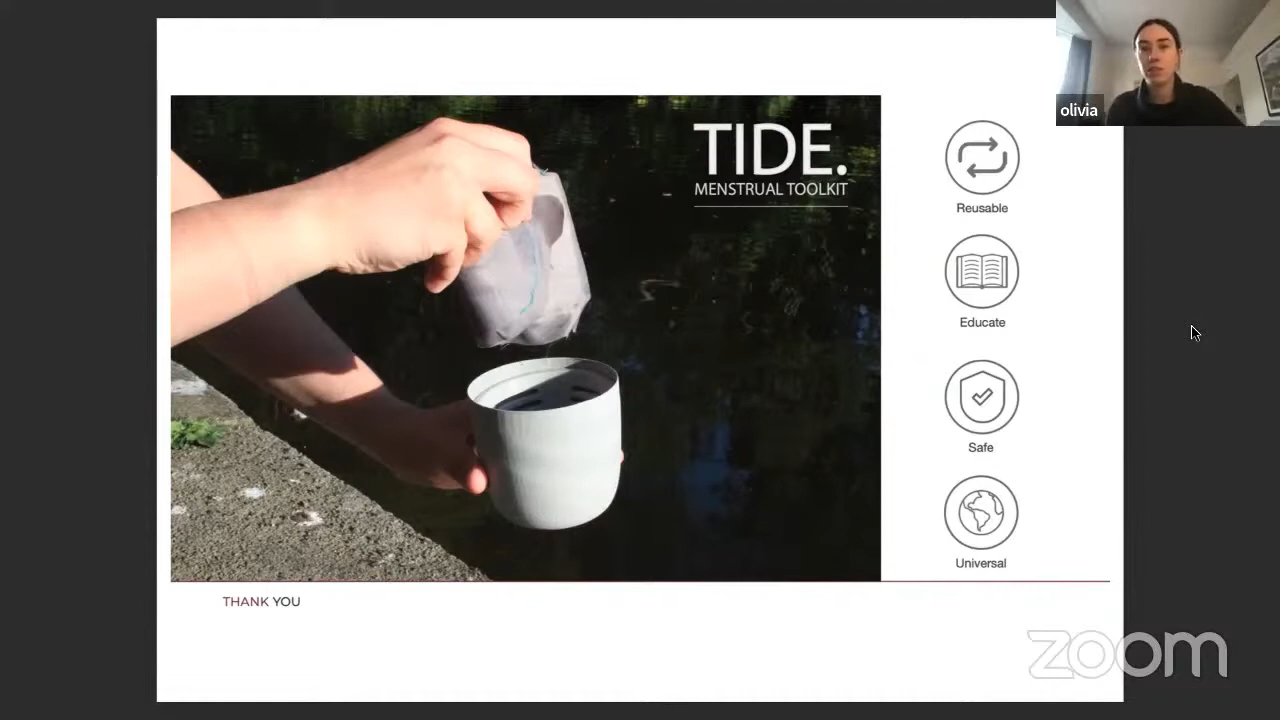 olivia
TIDE.
MENSTRUAL TOOLKIT
Reusable
Educate
Safe
Universal
THANK YOU
zoom